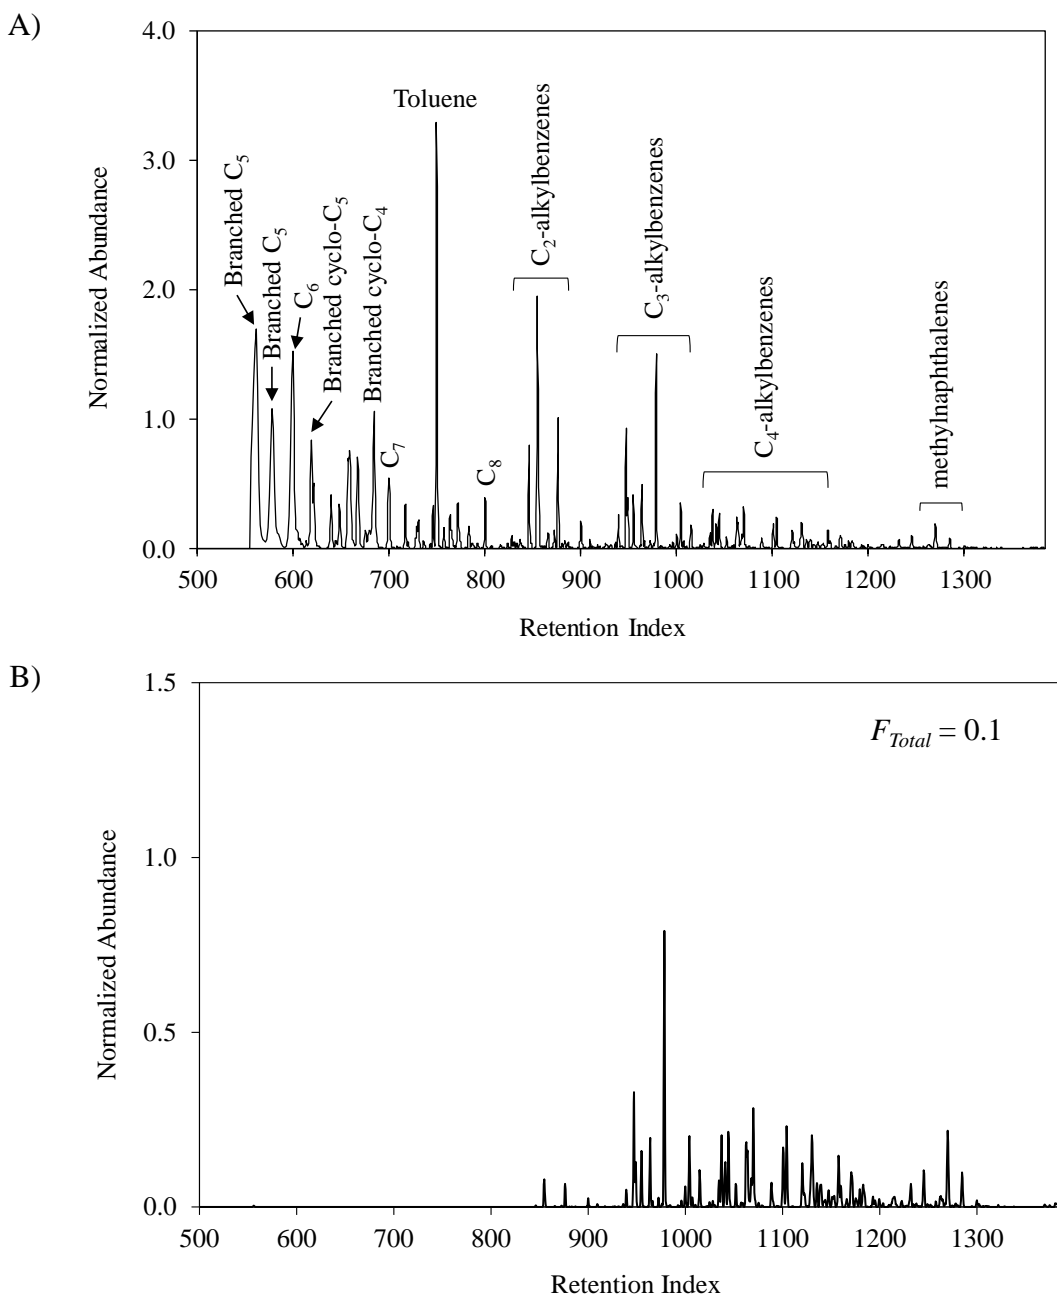 A)
4.0
3.0
2.0
1.0
0.0
Normalized Abundance
Branched C5
Branched C5
C6
Branched cyclo-C5
Branched cyclo-C4
C7
Toluene
C8
C2-alkylbenzenes
C3-alkylbenzenes
C4-alkylbenzenes
methylnaphthalenes
500 600 700 800 900 1000 1100 1200 1300
Retention Index
B)
1.5
1.0
0.5
0.0
Normalized Abundance
FTotal = 0.1
500 600 700 800 900 1000 1100 1200 1300
Retention Index